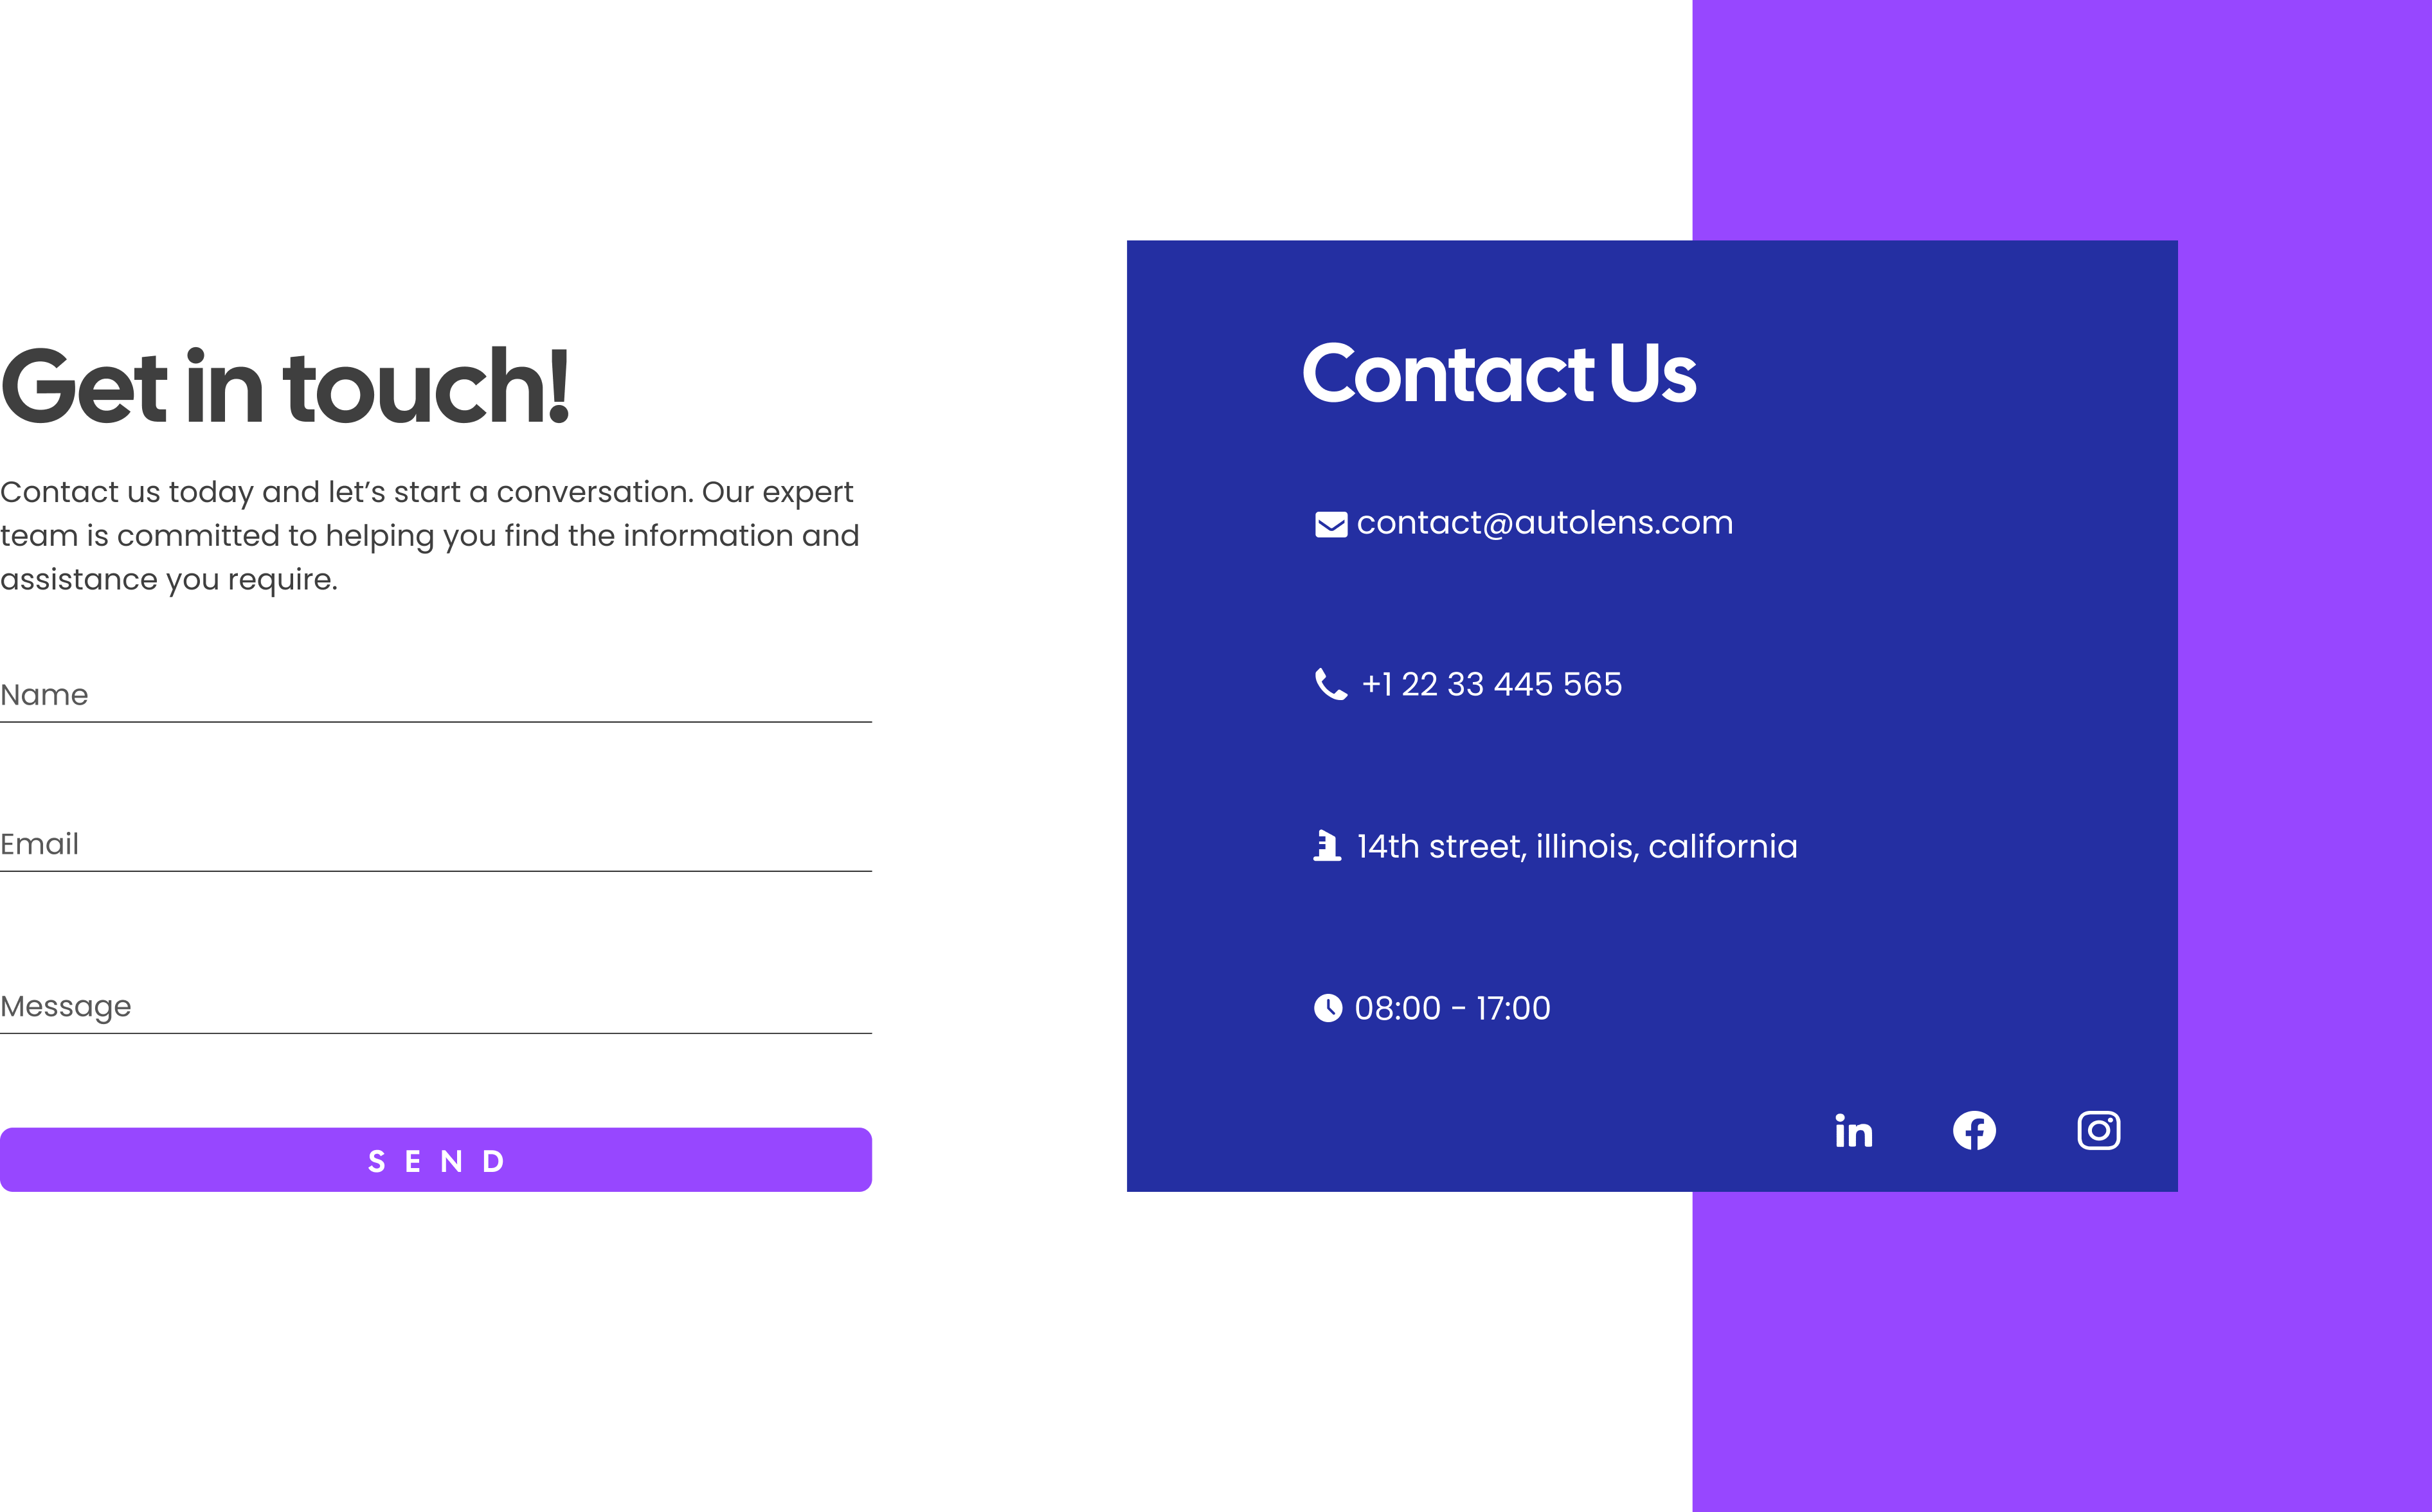 Get in touch!
Contact us today and let’s start a conversation. Our expert
team is committed to helping you find the information and
assistance you require.
Name
Email
Message
SEND
Contact Us
contact@autolens.com
+1 22 33 445 565
14th street, illinois, california
08:00 - 17:00